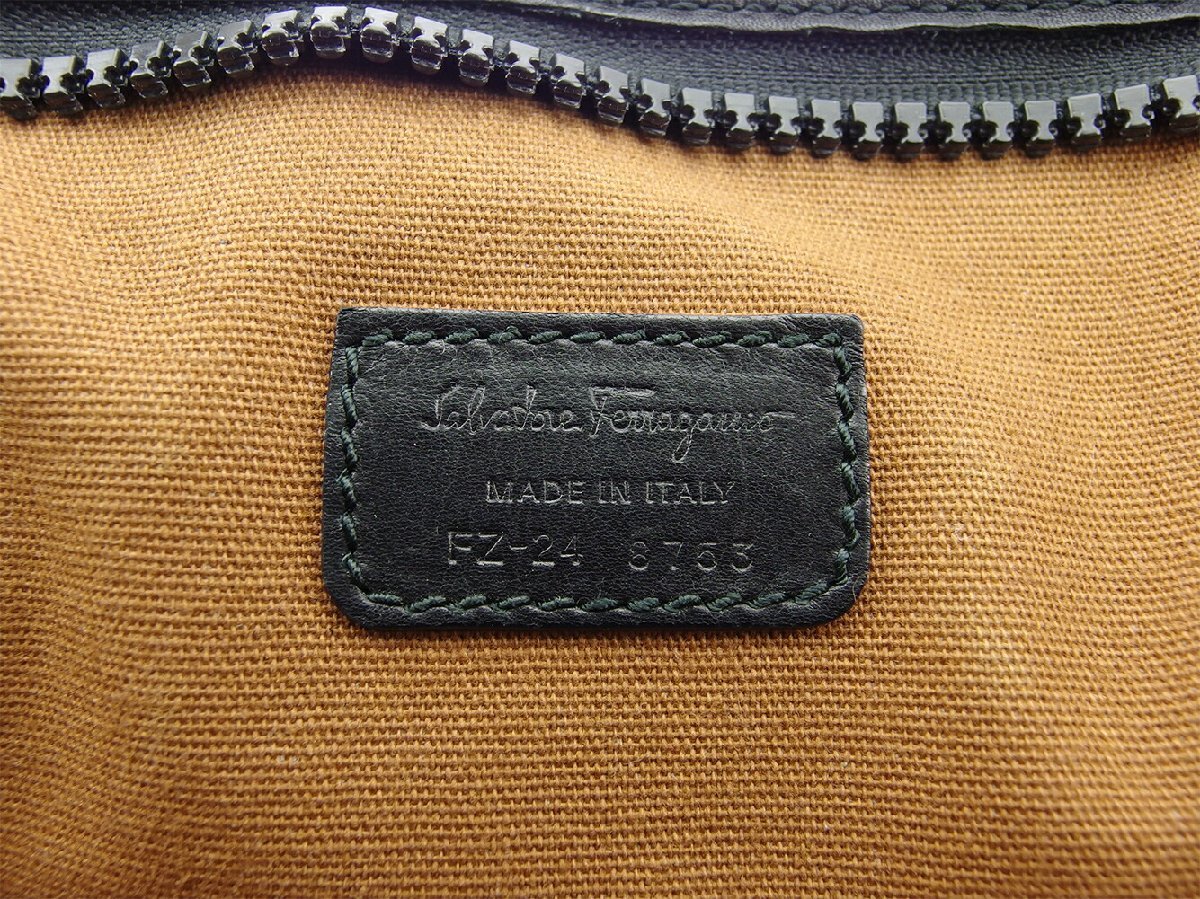 Salvatore Ferragamo
MADE IN ITALY
FZ-24 8753